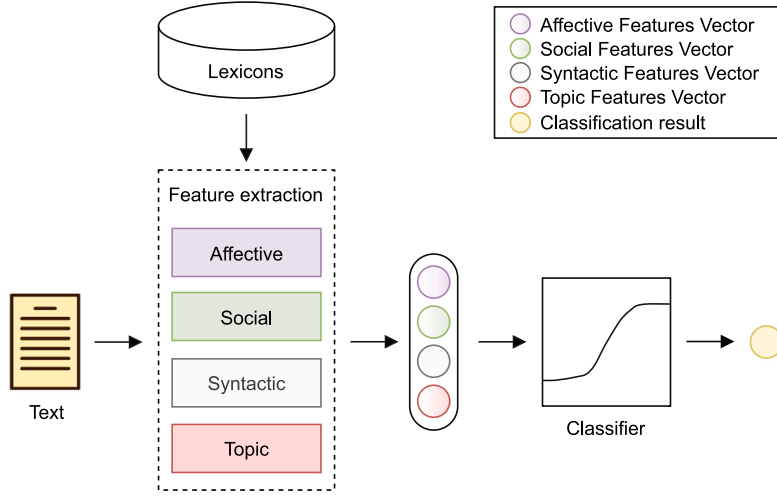 Lexicons
Affective Features Vector
Social Features Vector
Syntactic Features Vector
Topic Features Vector
Classification result
Feature extraction
Affective
Social
Syntactic
Topic
Text
Classifier